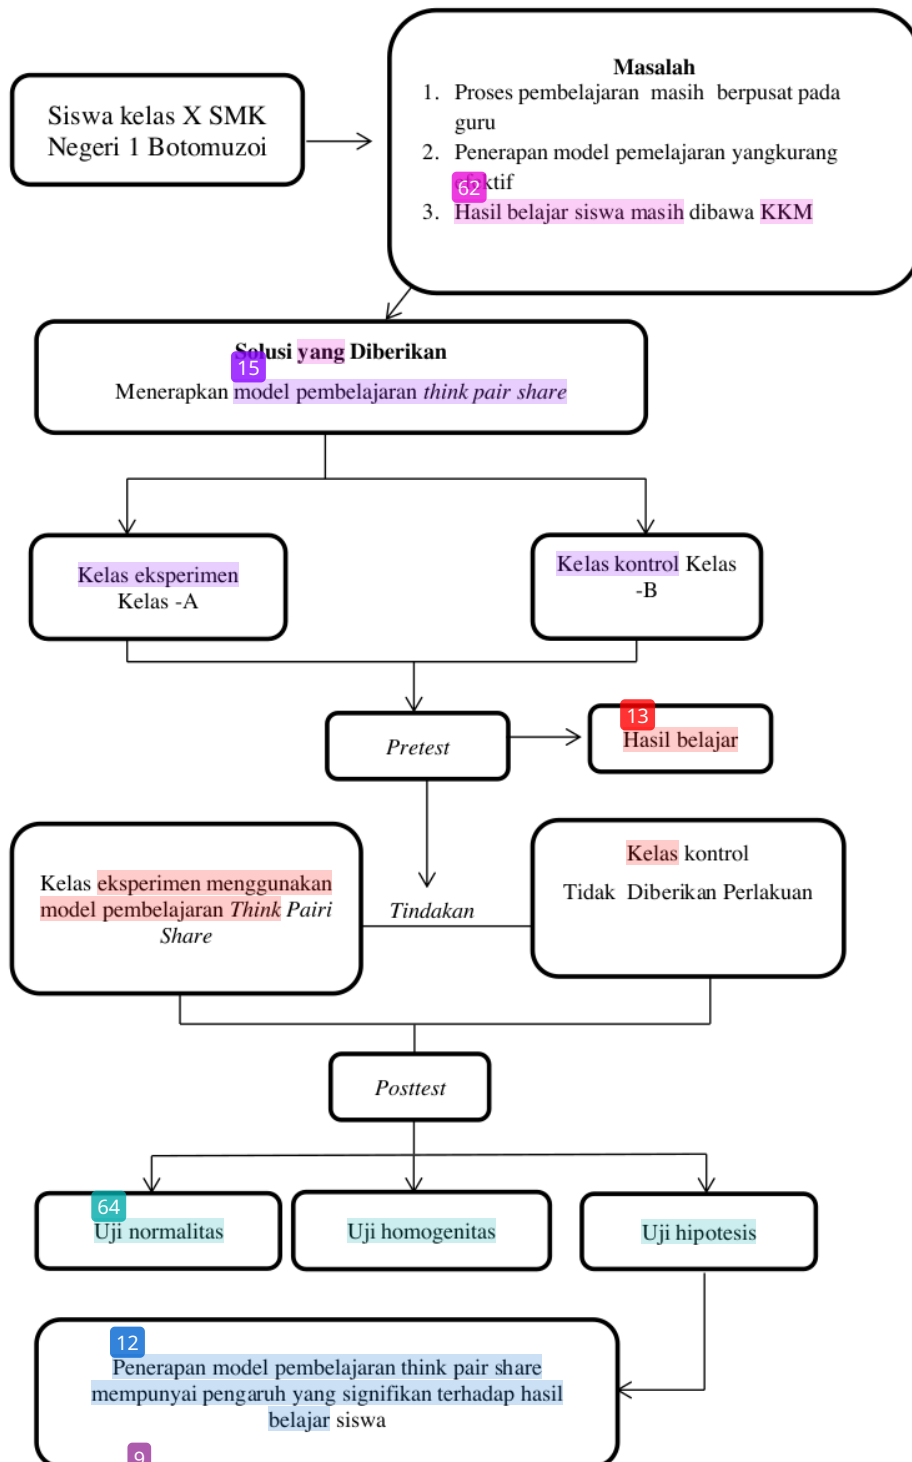 Siswa kelas X SMK
Negeri 1 Botomuzoi
Masalah
1. Proses pembelajaran masih berpusat pada
guru
2. Penerapan model pemelajaran yangkurang
efektif
62
3. Hasil belajar siswa masih dibawa KKM
Solusi yang Diberikan
15
Menerapkan model pembelajaran think pair share
Kelas eksperimen
Kelas -A
Kelas kontrol Kelas
-B
Pretest
13
Hasil belajar
Kelas eksperimen menggunakan
model pembelajaran Think Pairi
Share
Tindakan
Kelas kontrol
Tidak Diberikan Perlakuan
Posttest
64
Uji normalitas
Uji homogenitas
Uji hipotesis
12
Penerapan model pembelajaran think pair share
mempunyai pengaruh yang signifikan terhadap hasil
belajar siswa
9